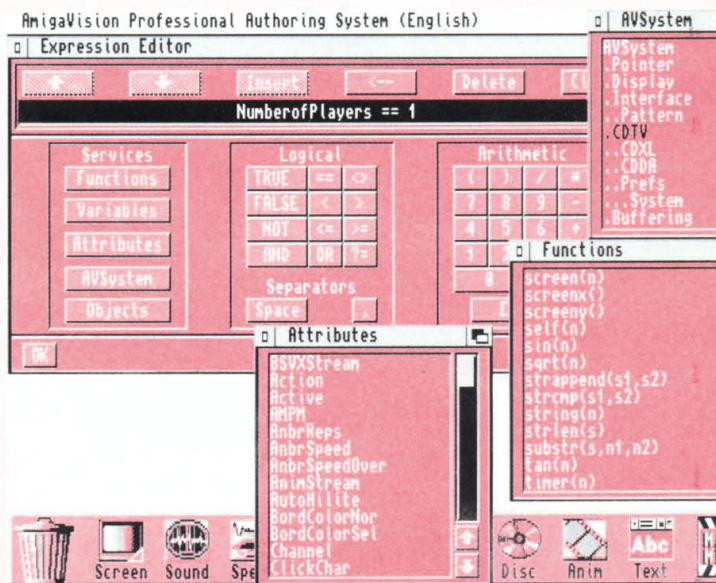 AmigaVision Professional Authoring System (English)
Expression Editor
Insert
<--
Delete
Cl
NumberofPlayers == 1
Services
Functions
Variables
Attributes
AVSystem
Objects
Logical
TRUE == <>
FALSE < >
NOT <= >=
AND OR ?=
Separators
Space .
Arithmetic
( ) / *
7 8 9 -
4 5 6 +
1
0
E
OK
AVSystem
AVSystem
.Pointer
.Display
.Interface
..Pattern
.CDTV
..CDXL
..CDDA
..Prefs
...System
.Buffering
Functions
screen(n)
screenx()
screeny()
self(n)
sin(n)
sqrt(n)
strappend(s1,s2)
strcmp(s1,s2)
string(n)
strlen(s)
substr(s,n1,n2)
tan(n)
timer(n)
Attributes
8SVXStream
Action
Active
AMPM
AnbrReps
AnbrSpeed
AnbrSpeedOver
AnimStream
AutoHilite
BordColorNor
BordColorSel
Channel
ClickChar
Screen
Sound
Spe
Disc
Anim
Abc
Text